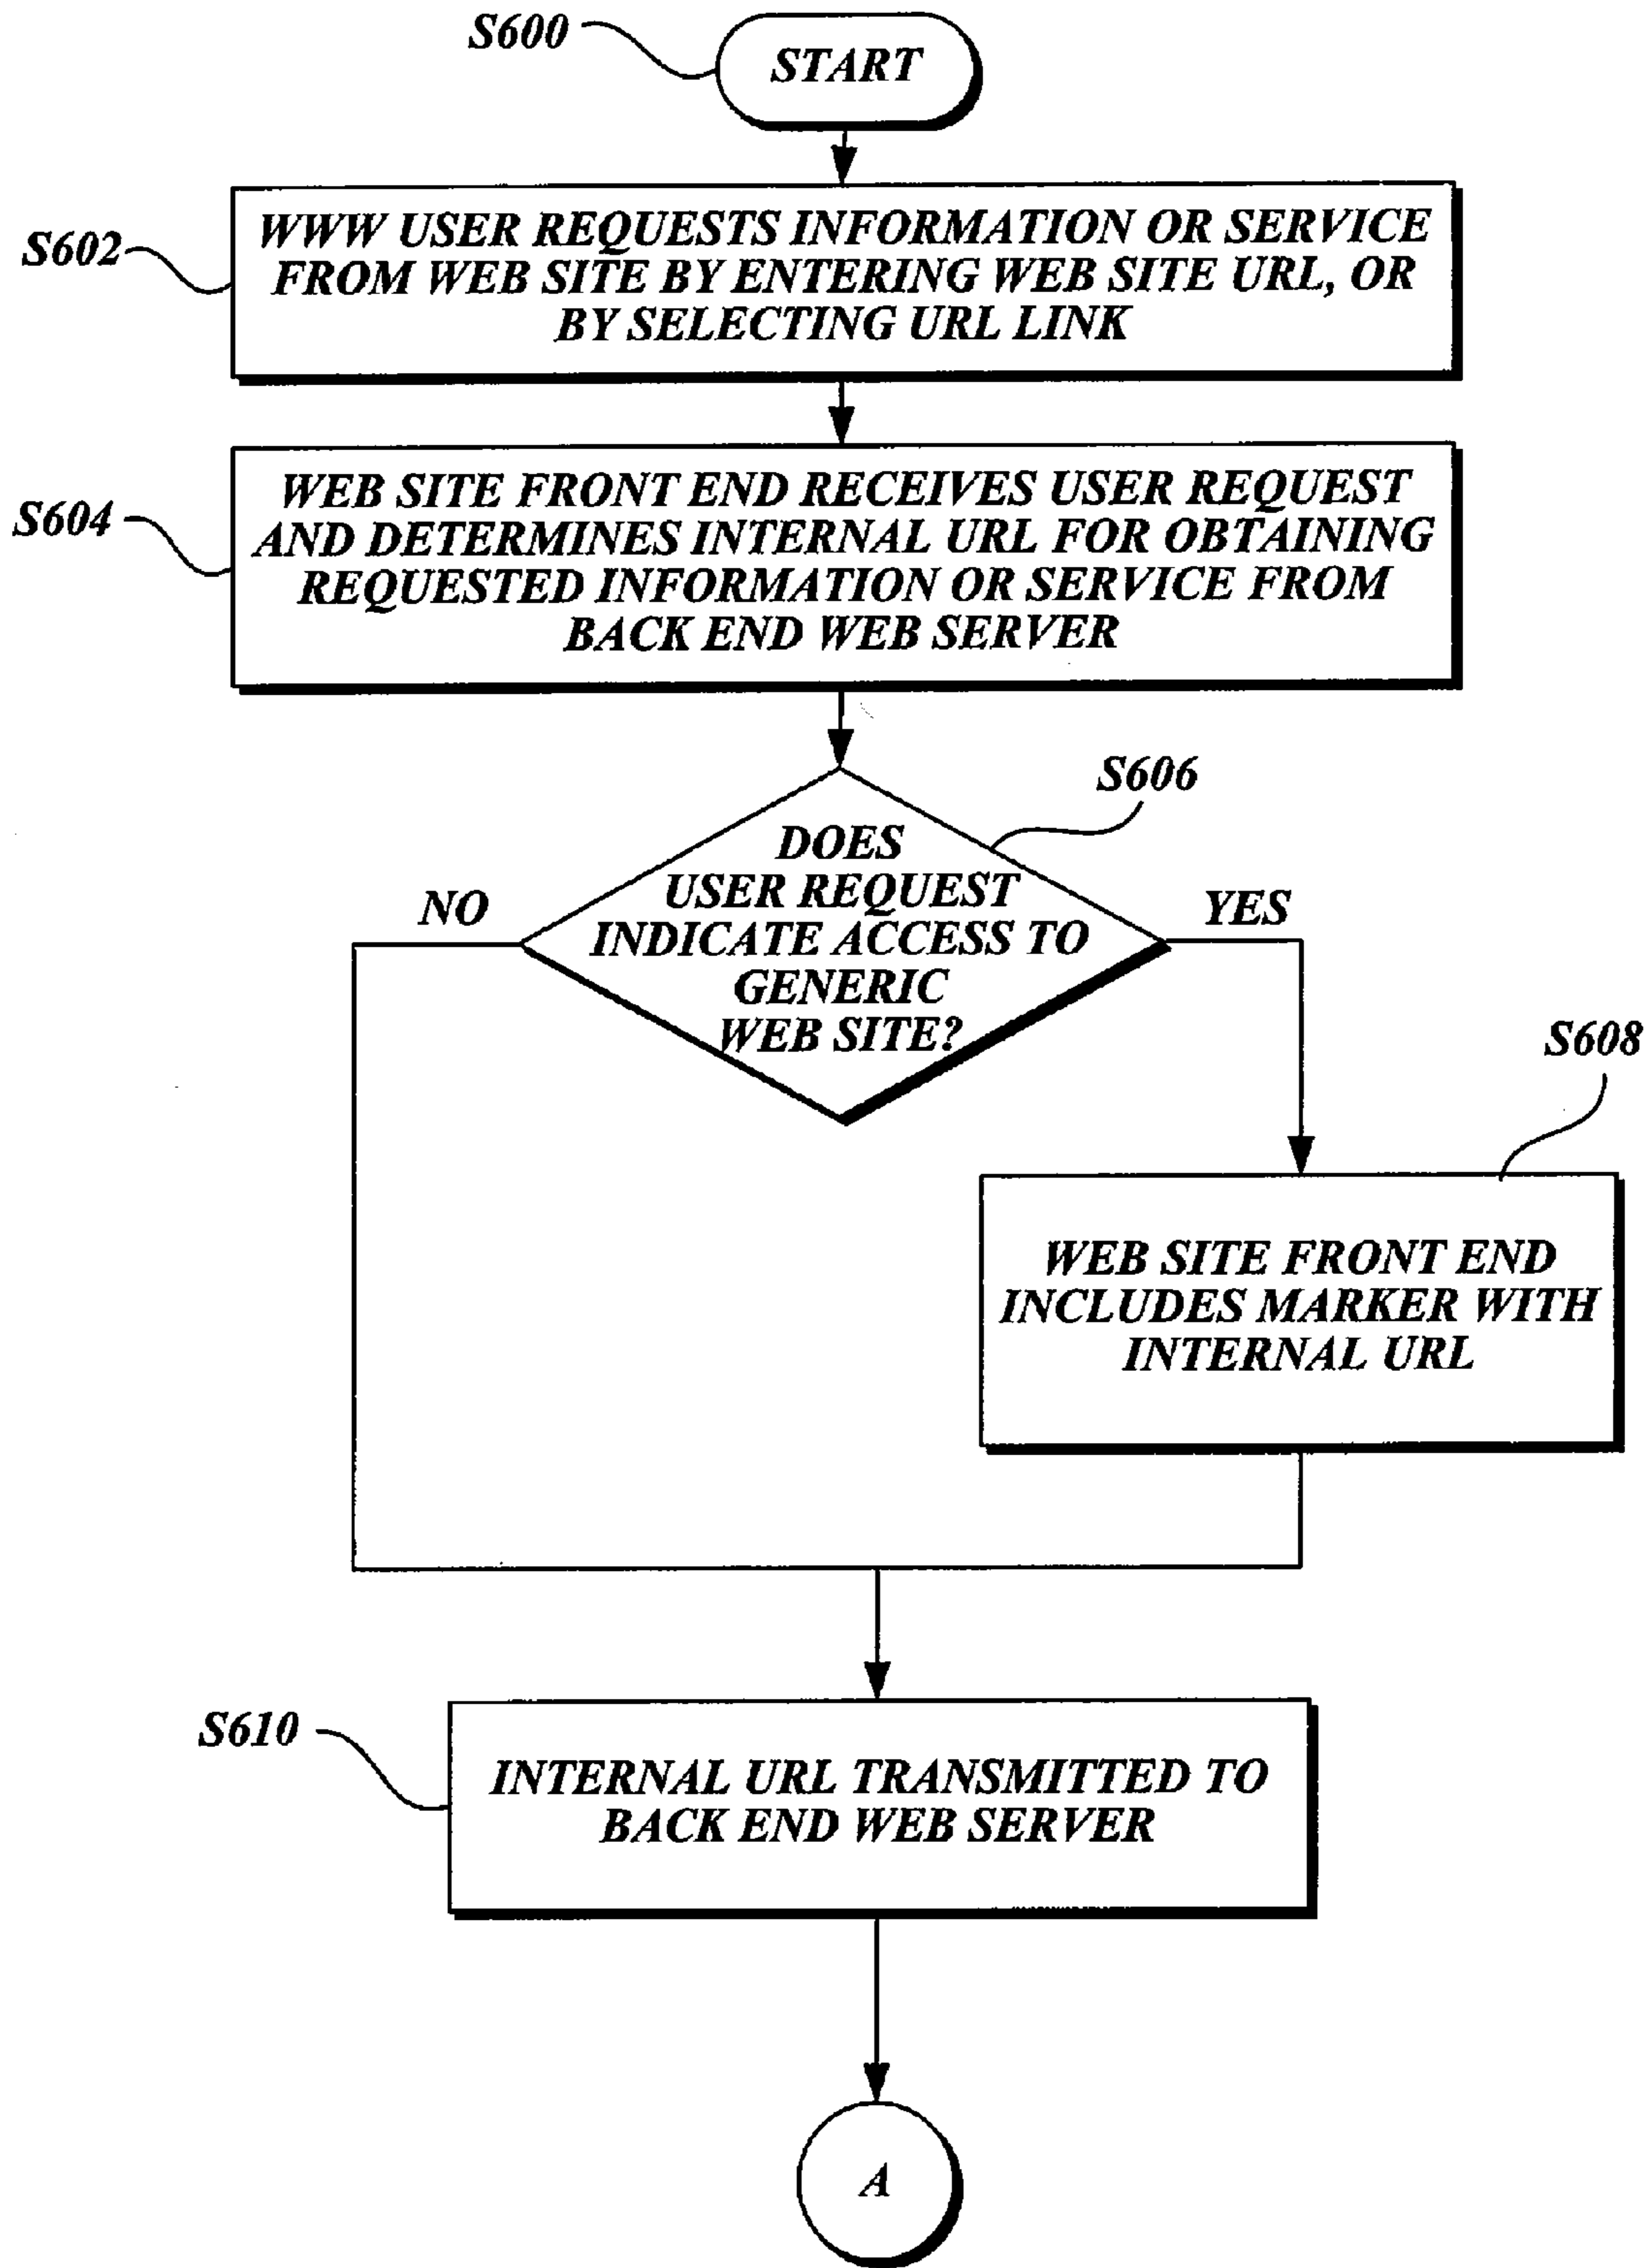 S600
START
S602
WWW USER REQUESTS INFORMATION OR SERVICE
FROM WEB SITE BY ENTERING WEB SITE URL, OR
BY SELECTING URL LINK
S604
WEB SITE FRONT END RECEIVES USER REQUEST
AND DETERMINES INTERNAL URL FOR OBTAINING
REQUESTED INFORMATION OR SERVICE FROM
BACK END WEB SERVER
S606
DOES
USER REQUEST
INDICATE ACCESS TO
GENERIC
WEB SITE?
NO
YES
S608
WEB SITE FRONT END
INCLUDES MARKER WITH
INTERNAL URL
S610
INTERNAL URL TRANSMITTED TO
BACK END WEB SERVER
A